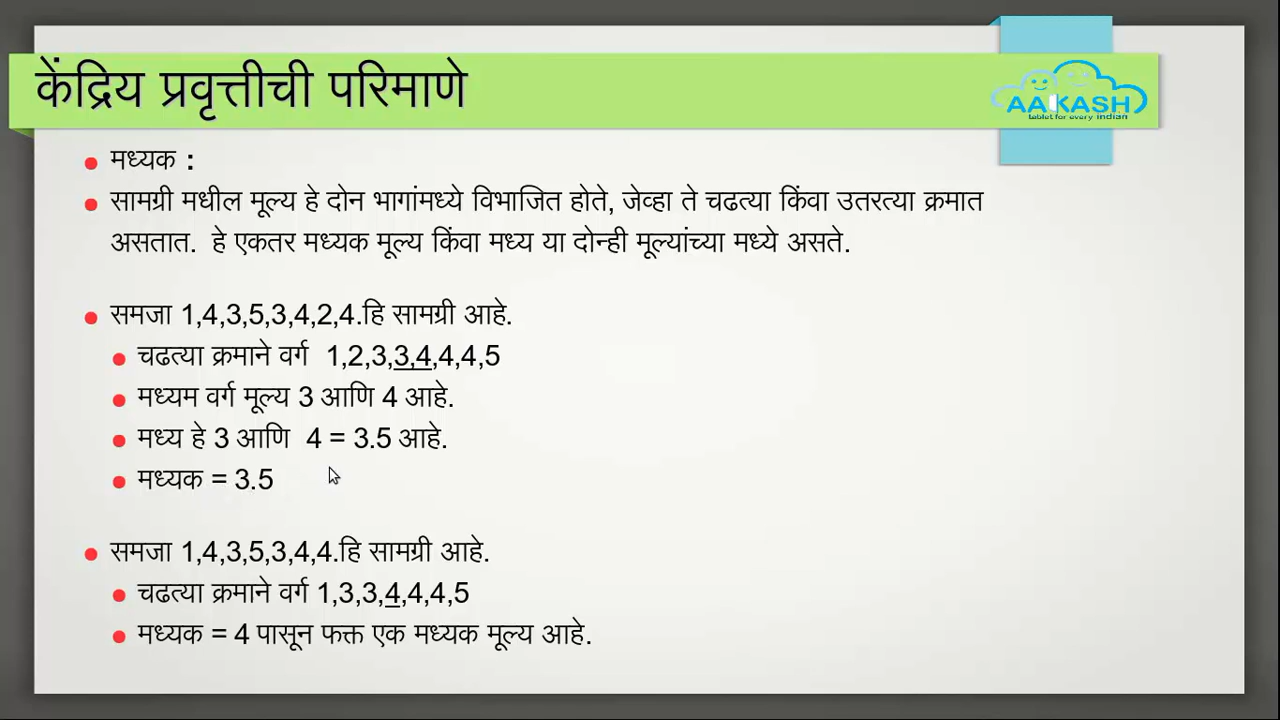 केंद्रिय प्रवृत्तीची परिमाणे
AAKASH
tablet for every indian
मध्यक :
सामग्री मधील मूल्य हे दोन भागांमध्ये विभाजित होते, जेव्हा ते चढत्या किंवा उतरत्या क्रमात
असतात. हे एकतर मध्यक मूल्य किंवा मध्य या दोन्ही मूल्यांच्या मध्ये असते.
समजा 1,4,3,5,3,4,2,4.हि सामग्री आहे.
चढत्या क्रमाने वर्ग 1,2,3,3,4,4,4,5
मध्यम वर्ग मूल्य 3 आणि 4 आहे.
मध्य हे 3 आणि 4 = 3.5 आहे.
मध्यक = 3.5
समजा 1,4,3,5,3,4,4.हि सामग्री आहे.
चढत्या क्रमाने वर्ग 1,3,3,4,4,4,5
मध्यक = 4 पासून फक्त एक मध्यक मूल्य आहे.